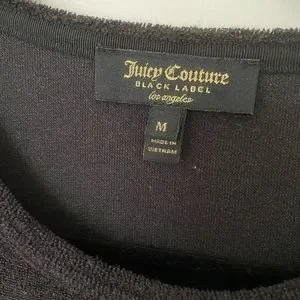 Juicy Couture
BLACK LABEL
los angeles
M
MADE IN
VIETNAM